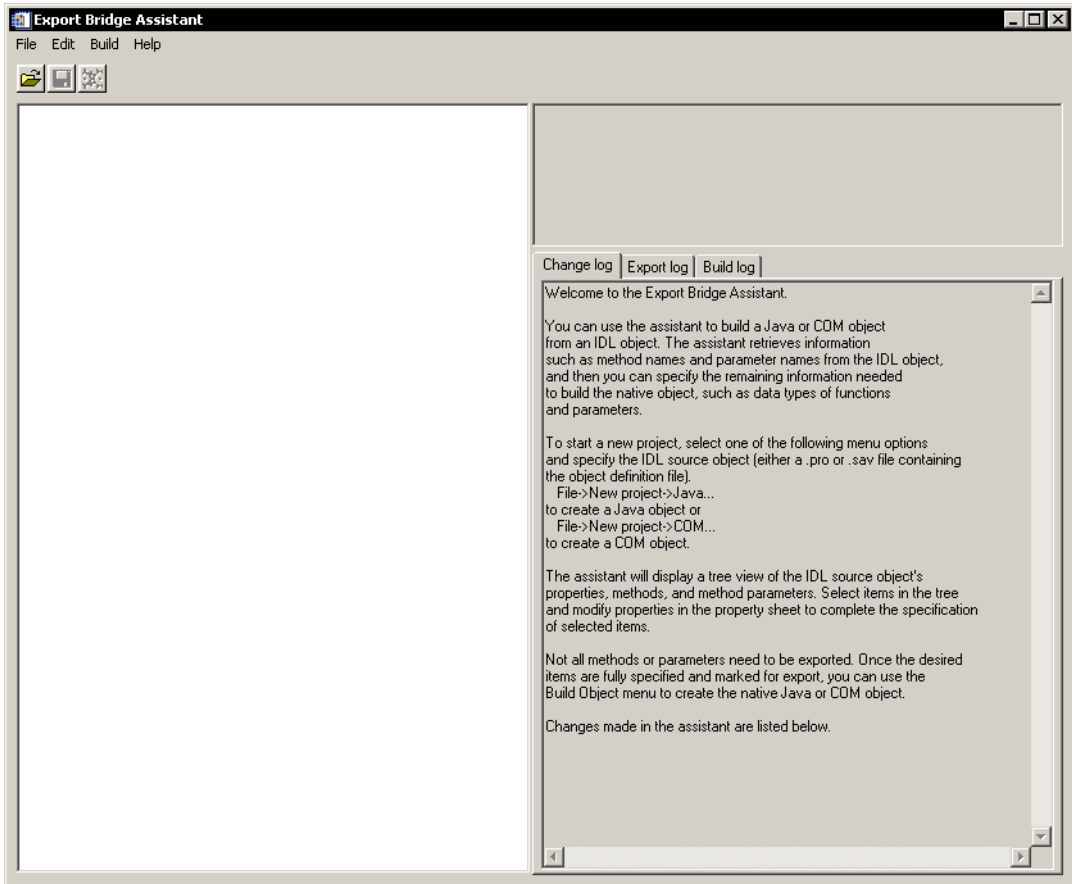 Export Bridge Assistant
File Edit Build Help
Change log Export log Build log
Welcome to the Export Bridge Assistant.
You can use the assistant to build a Java or COM object
from an IDL object. The assistant retrieves information
such as method names and parameter names from the IDL object,
and then you can specify the remaining information needed
to build the native object, such as data types of functions
and parameters.
To start a new project, select one of the following menu options
and specify the IDL source object (either a .pro or .sav file containing
the object definition file).
File->New project->Java...
to create a Java object or
File->New project->COM...
to create a COM object.
The assistant will display a tree view of the IDL source object's
properties, methods, and method parameters. Select items in the tree
and modify properties in the property sheet to complete the specification
of selected items.
Not all methods or parameters need to be exported. Once the desired
items are fully specified and marked for export, you can use the
Build Object menu to create the native Java or COM object.
Changes made in the assistant are listed below.